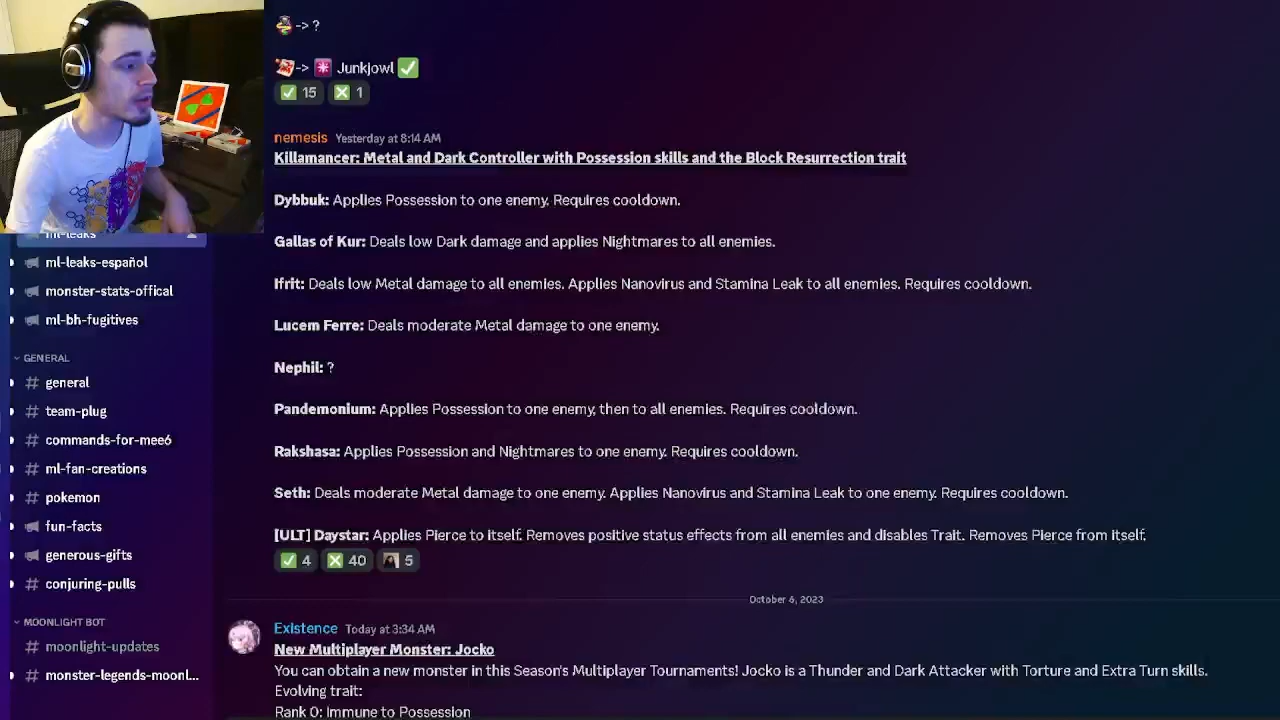 -> ?
-> Junkjowl
15 1
nemesis Yesterday at 8:14 AM
Killamancer: Metal and Dark Controller with Possession skills and the Block Resurrection trait
Dybbuk: Applies Possession to one enemy. Requires cooldown.
Gallas of Kur: Deals low Dark damage and applies Nightmares to all enemies.
Ifrit: Deals low Metal damage to all enemies. Applies Nanovirus and Stamina Leak to all enemies. Requires cooldown.
Lucem Ferre: Deals moderate Metal damage to one enemy.
Nephil: ?
Pandemonium: Applies Possession to one enemy, then to all enemies. Requires cooldown.
Rakshasa: Applies Possession and Nightmares to one enemy. Requires cooldown.
Seth: Deals moderate Metal damage to one enemy. Applies Nanovirus and Stamina Leak to one enemy. Requires cooldown.
[ULT] Daystar: Applies Pierce to itself. Removes positive status effects from all enemies and disables Trait. Removes Pierce from itself.
4 40 5
October 6, 2023
Existence Today at 3:34 AM
New Multiplayer Monster: Jocko
You can obtain a new monster in this Season's Multiplayer Tournaments! Jocko is a Thunder and Dark Attacker with Torture and Extra Turn skills.
Evolving trait:
Rank 0: Immune to Possession
ml-leaks
ml-leaks-español
monster-stats-offical
ml-bh-fugitives
GENERAL
# general
# team-plug
# commands-for-mee6
# ml-fan-creations
# pokemon
fun-facts
generous-gifts
# conjuring-pulls
MOONLIGHT BOT
# moonlight-updates
# monster-legends-moonl...